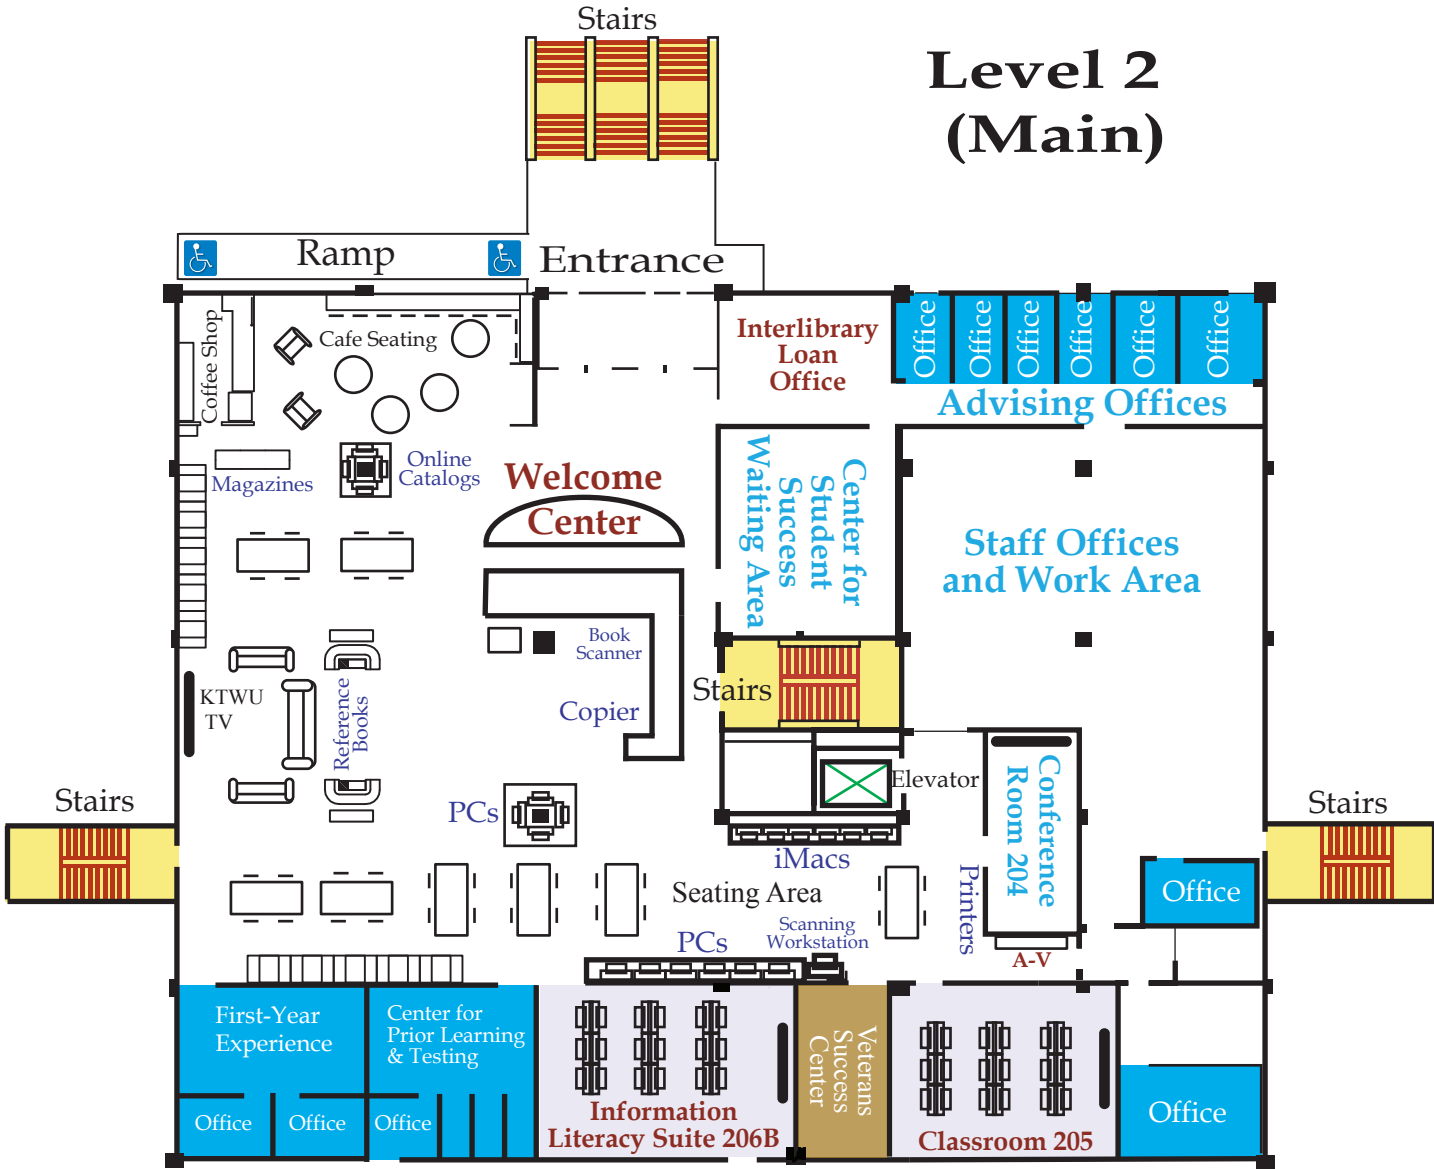 Stairs
Level 2
(Main)
Ramp
Entrance
Coffee Shop
Cafe Seating
Interlibrary
Loan
Office
Office
Office
Office
Office
Office
Office
Advising Offices
Magazines
Online
Catalogs
Welcome
Center
Center for
Student
Success
Waiting Area
Staff Offices
and Work Area
Book
Scanner
Copier
Stairs
KTWU
TV
Reference
Books
Elevator
Conference
Room 204
Stairs
Stairs
PCs
iMacs
Seating Area
Printers
Office
Scanning
Workstation
PCs
A-V
First-Year
Experience
Center for
Prior Learning
& Testing
Veterans
Success
Center
Office
Office
Office
Information
Literacy Suite 206B
Classroom 205
Office